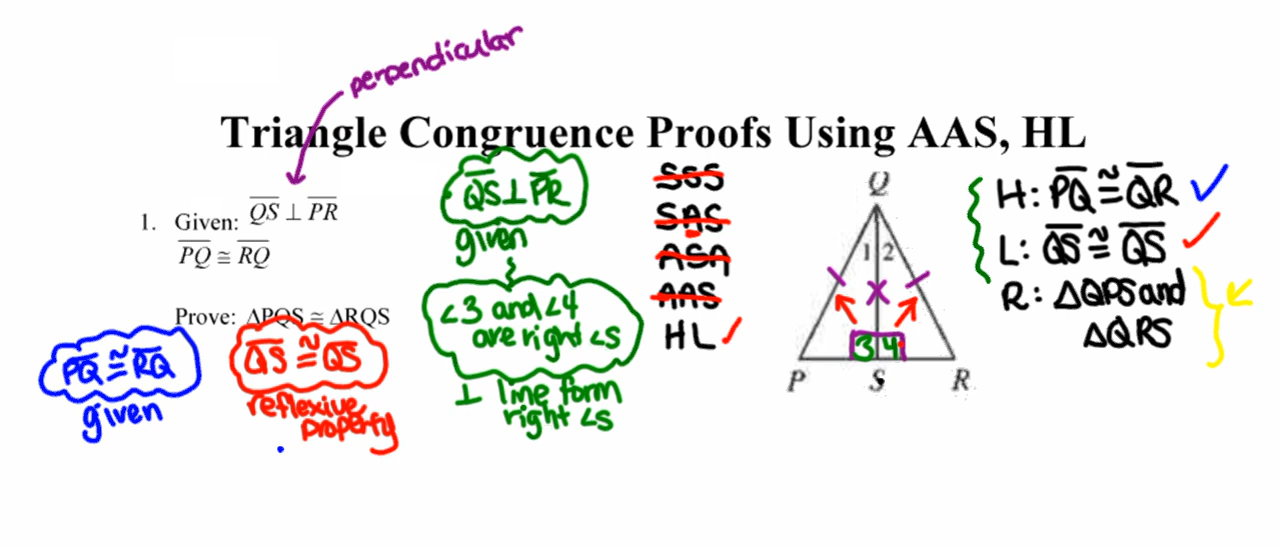 perpendicular
Triangle Congruence Proofs Using AAS, HL
1. Given: QS ⊥ PR
PQ ≅ RQ
Prove: ΔPQS ≅ ΔRQS
PQ ≅ RQ
given
QS ≅ QS
reflexive
property
QS ⊥ PR
given
∠3 and ∠4
are right ∠s
⊥ line form
right ∠s
SSS
SAS
ASA
AAS
HL ✓
Q
1 2
3 4
P S R
H: PQ ≅ QR ✓
L: QS ≅ QS ✓
R: ΔQPS and
ΔQRS